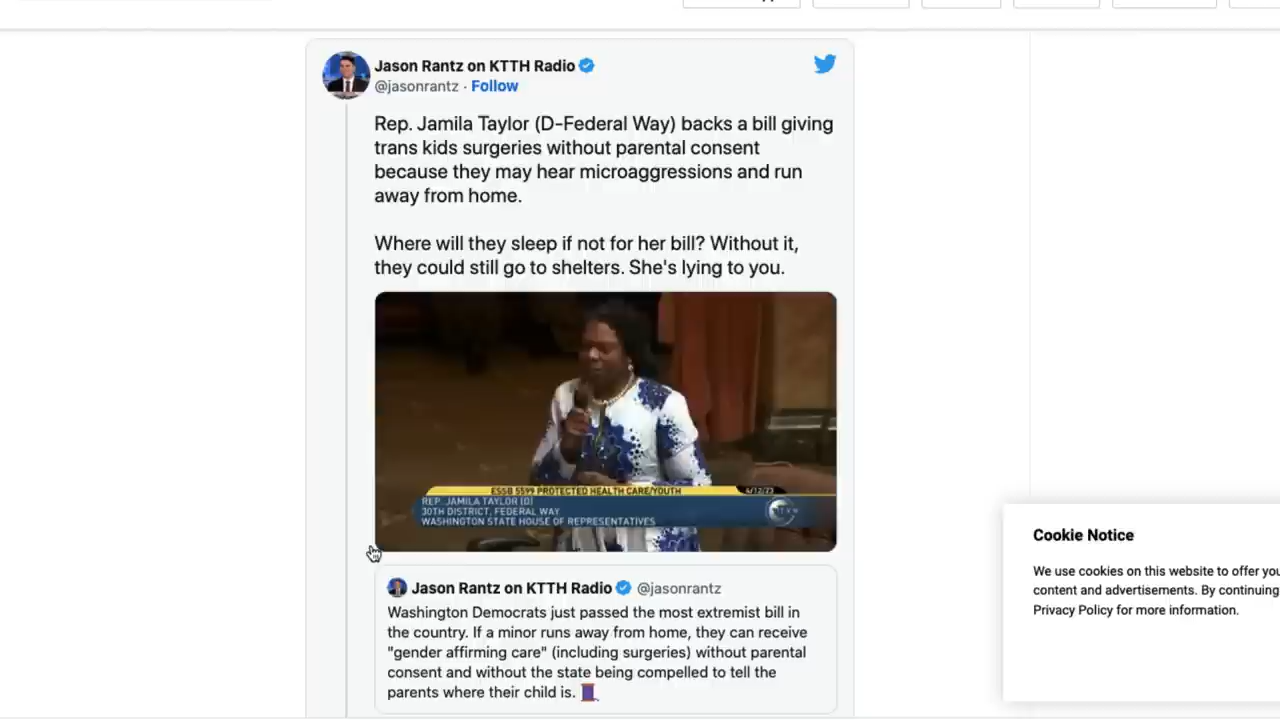 Jason Rantz on KTTH Radio
@jasonrantz · Follow
Rep. Jamila Taylor (D-Federal Way) backs a bill giving
trans kids surgeries without parental consent
because they may hear microaggressions and run
away from home.
Where will they sleep if not for her bill? Without it,
they could still go to shelters. She's lying to you.
ESSB 5599 PROTECTED HEALTH CARE/YOUTH
4/12/23
REP. JAMILA TAYLOR (D)
30TH DISTRICT, FEDERAL WAY
WASHINGTON STATE HOUSE OF REPRESENTATIVES
TVW
Jason Rantz on KTTH Radio @jasonrantz
Washington Democrats just passed the most extremist bill in
the country. If a minor runs away from home, they can receive
"gender affirming care" (including surgeries) without parental
consent and without the state being compelled to tell the
parents where their child is.
Cookie Notice
We use cookies on this website to offer you
content and advertisements. By continuing
Privacy Policy for more information.